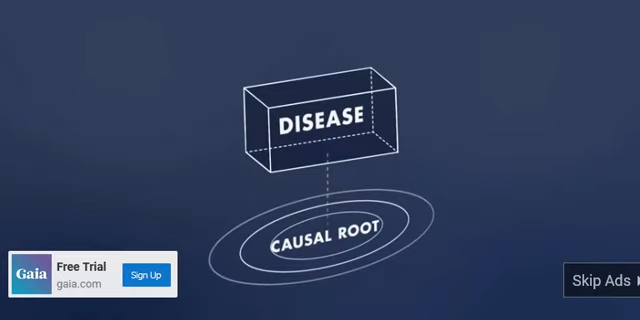 DISEASE
CAUSAL ROOT
Gaia
Free Trial
gaia.com
Sign Up
Skip Ads